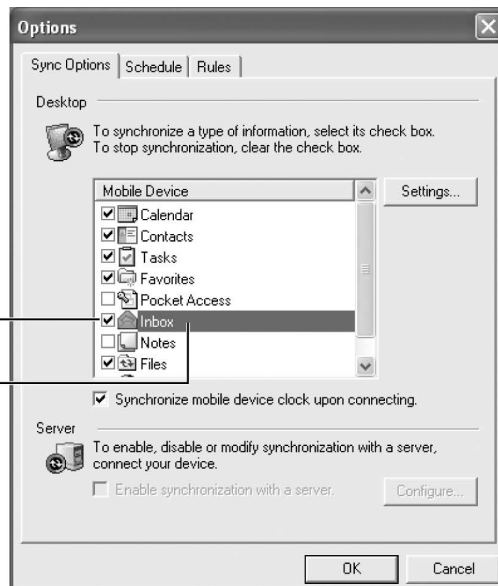 Options
Sync Options Schedule Rules
Desktop
To synchronize a type of information, select its check box.
To stop synchronization, clear the check box.
Mobile Device
Settings...
Calendar
Contacts
Tasks
Favorites
Pocket Access
Inbox
Notes
Files
Synchronize mobile device clock upon connecting.
Server
To enable, disable or modify synchronization with a server,
connect your device.
Enable synchronization with a server.
Configure...
OK Cancel